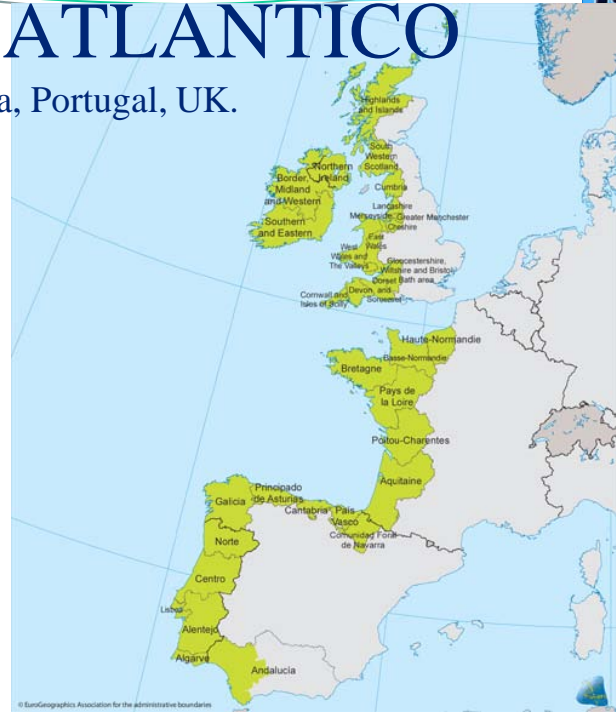 ATLANTICO
a, Portugal, UK.
Highlands
and Islands
South
Western
Scotland
Northern
Ireland
Border,
Midland
and Western
Cumbria
Lancashire
Merseyside
Greater Manchester
Cheshire
Southern
and Eastern
East
Wales
West
Wales and
The Valleys
Gloucestershire,
Wiltshire and Bristol/
Bath area
Dorset
Devon and
Somerset
Cornwall and
Isles of Scilly
Haute-Normandie
Basse-Normandie
Bretagne
Pays de
la Loire
Poitou-Charentes
Aquitaine
Principado
de Asturias
Galicia
Cantabria
País
Vasco
Comunidad Foral
de Navarra
Norte
Centro
Lisboa
Alentejo
Algarve
Andalucía
© EuroGeographics Association for the administrative boundaries